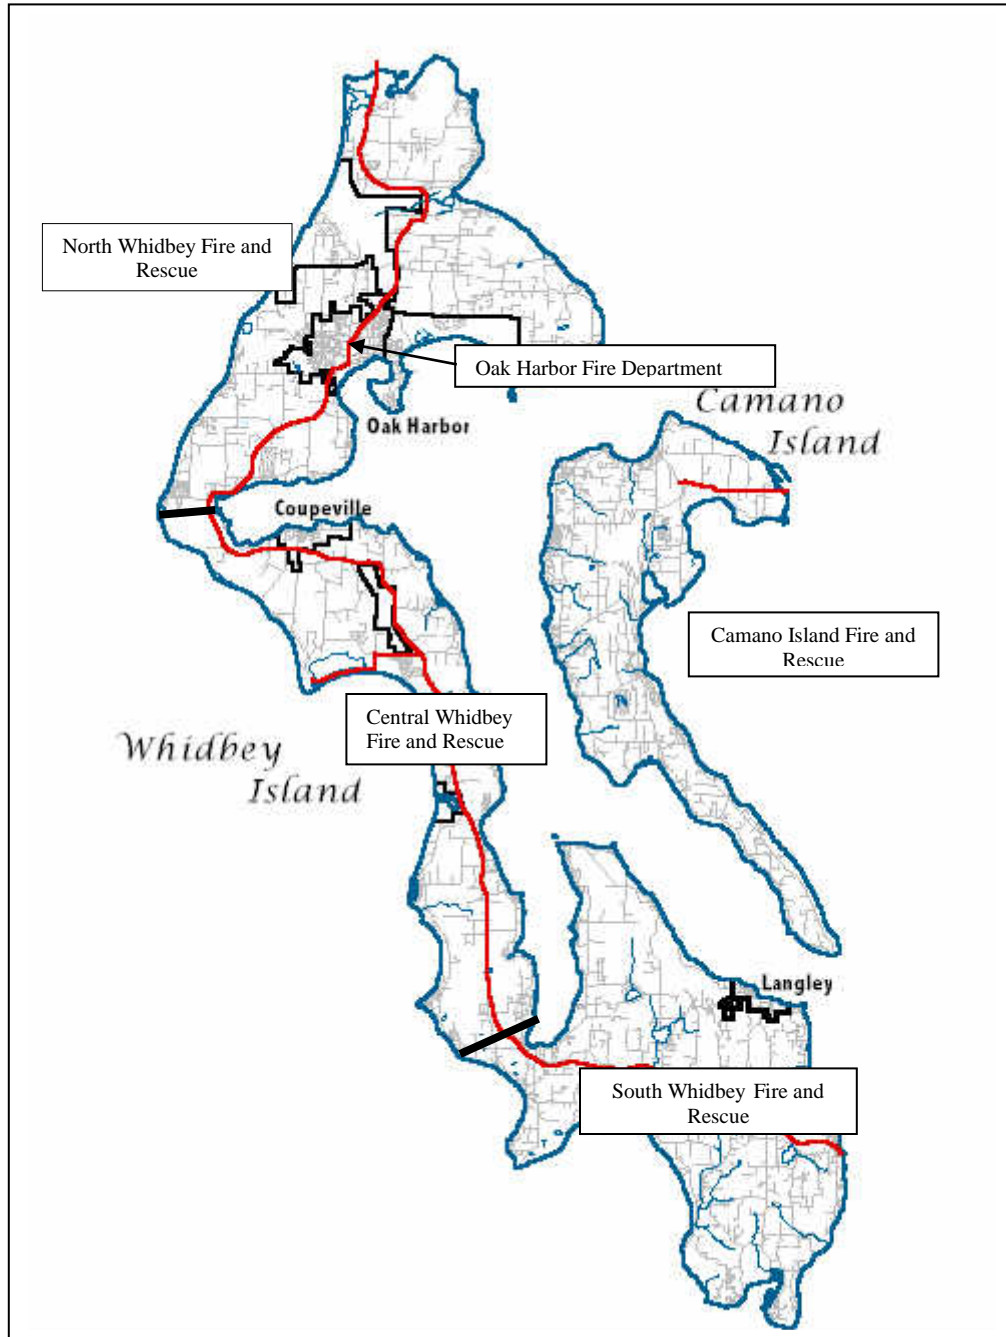 North Whidbey Fire and
Rescue
Oak Harbor Fire Department
Camano
Island
Oak Harbor
Coupeville
Camano Island Fire and
Rescue
Central Whidbey
Fire and Rescue
Whidbey
Island
Langley
South Whidbey Fire and
Rescue